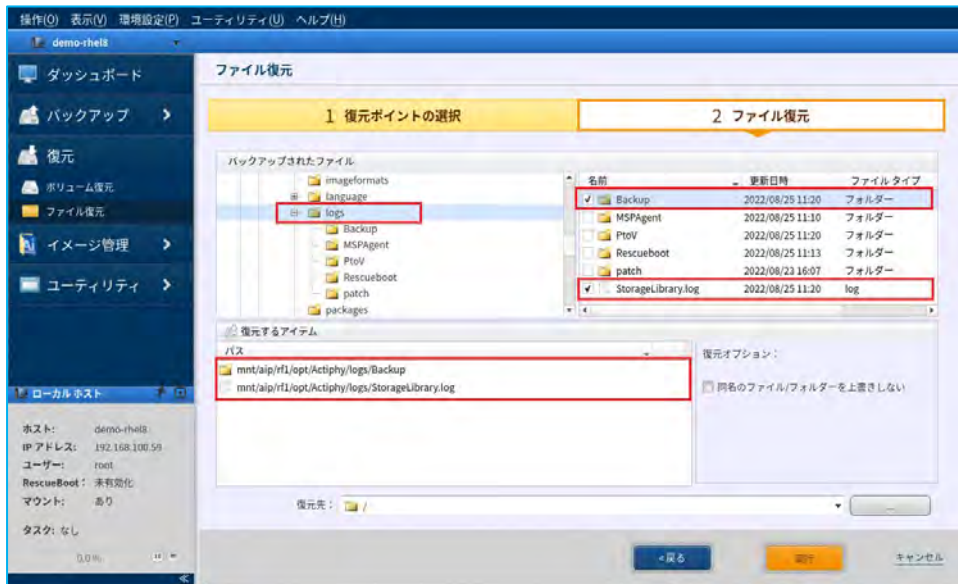 操作(O) 表示(V) 環境設定(P) ユーティリティ(U) ヘルプ(H)
demo-rhel8
ダッシュボード
バックアップ
復元
ボリューム復元
ファイル復元
イメージ管理
ユーティリティ
ローカルホスト
ホスト: demo-rhel8
IP アドレス: 192.168.100.59
ユーザー: root
RescueBoot: 未有効化
マウント: あり
タスク: なし
0.0 %
ファイル復元
1 復元ポイントの選択
2 ファイル復元
バックアップされたファイル
imageformats
language
logs
Backup
MSPAgent
PtoV
Rescueboot
patch
packages
名前 更新日時 ファイル タイプ
Backup 2022/08/25 11:20 フォルダー
MSPAgent 2022/08/25 11:10 フォルダー
PtoV 2022/08/25 11:20 フォルダー
Rescueboot 2022/08/25 11:13 フォルダー
patch 2022/08/23 16:07 フォルダー
StorageLibrary.log 2022/08/25 11:20 log
復元するアイテム
パス
mnt/aip/rf1/opt/Actiphy/logs/Backup
mnt/aip/rf1/opt/Actiphy/logs/StorageLibrary.log
復元オプション:
同名のファイル/フォルダーを上書きしない
復元先: /
...
<戻る
実行
キャンセル